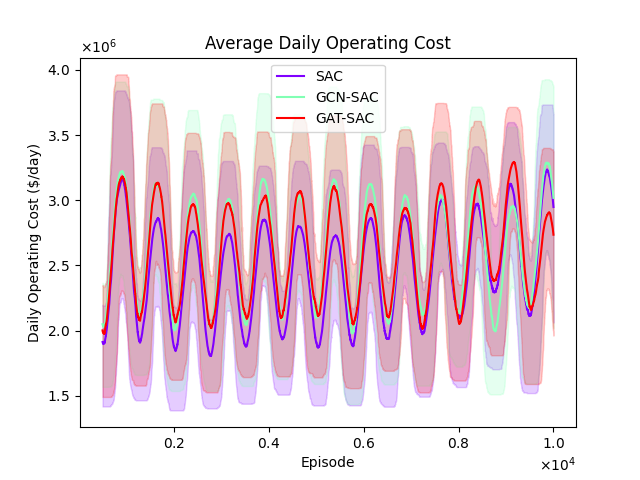 Average Daily Operating Cost
×10⁶
4.0
3.5
3.0
2.5
2.0
1.5
Daily Operating Cost ($/day)
SAC
GCN-SAC
GAT-SAC
0.2
0.4
0.6
0.8
1.0
Episode
×10⁴